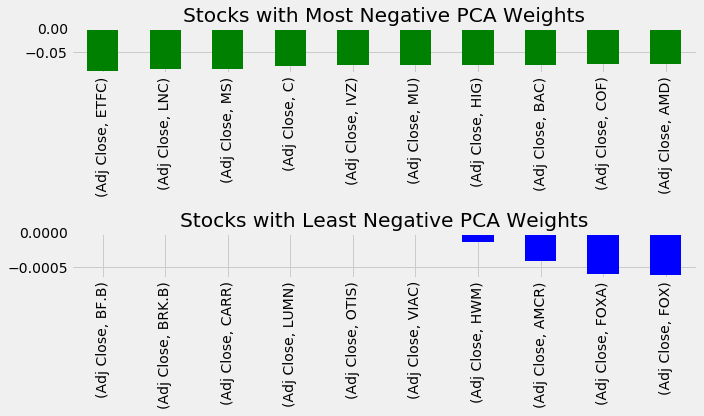 Stocks with Most Negative PCA Weights
0.00
−0.05
(Adj Close, ETFC)
(Adj Close, LNC)
(Adj Close, MS)
(Adj Close, C)
(Adj Close, IVZ)
(Adj Close, MU)
(Adj Close, HIG)
(Adj Close, BAC)
(Adj Close, COF)
(Adj Close, AMD)
Stocks with Least Negative PCA Weights
0.0000
−0.0005
(Adj Close, BF.B)
(Adj Close, BRK.B)
(Adj Close, CARR)
(Adj Close, LUMN)
(Adj Close, OTIS)
(Adj Close, VIAC)
(Adj Close, HWM)
(Adj Close, AMCR)
(Adj Close, FOXA)
(Adj Close, FOX)